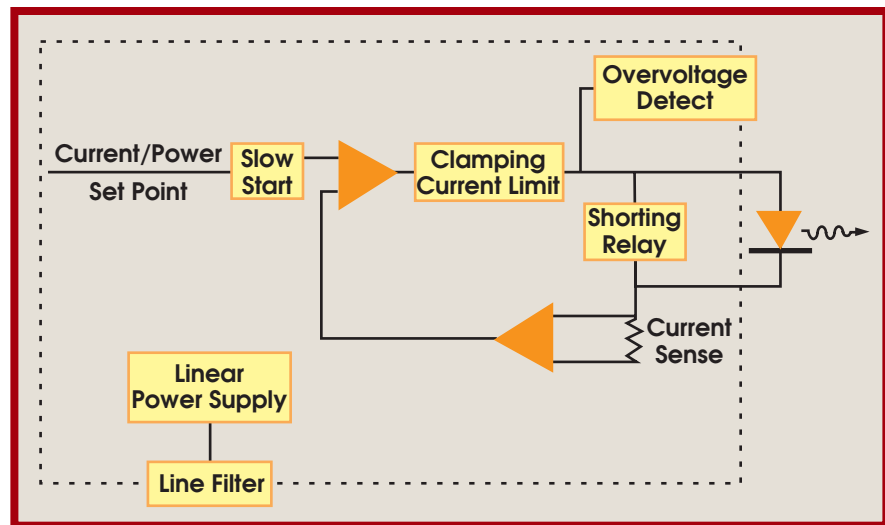 Overvoltage
Detect
Current/Power
Set Point
Slow
Start
Clamping
Current Limit
Shorting
Relay
Current
Sense
Linear
Power Supply
Line Filter